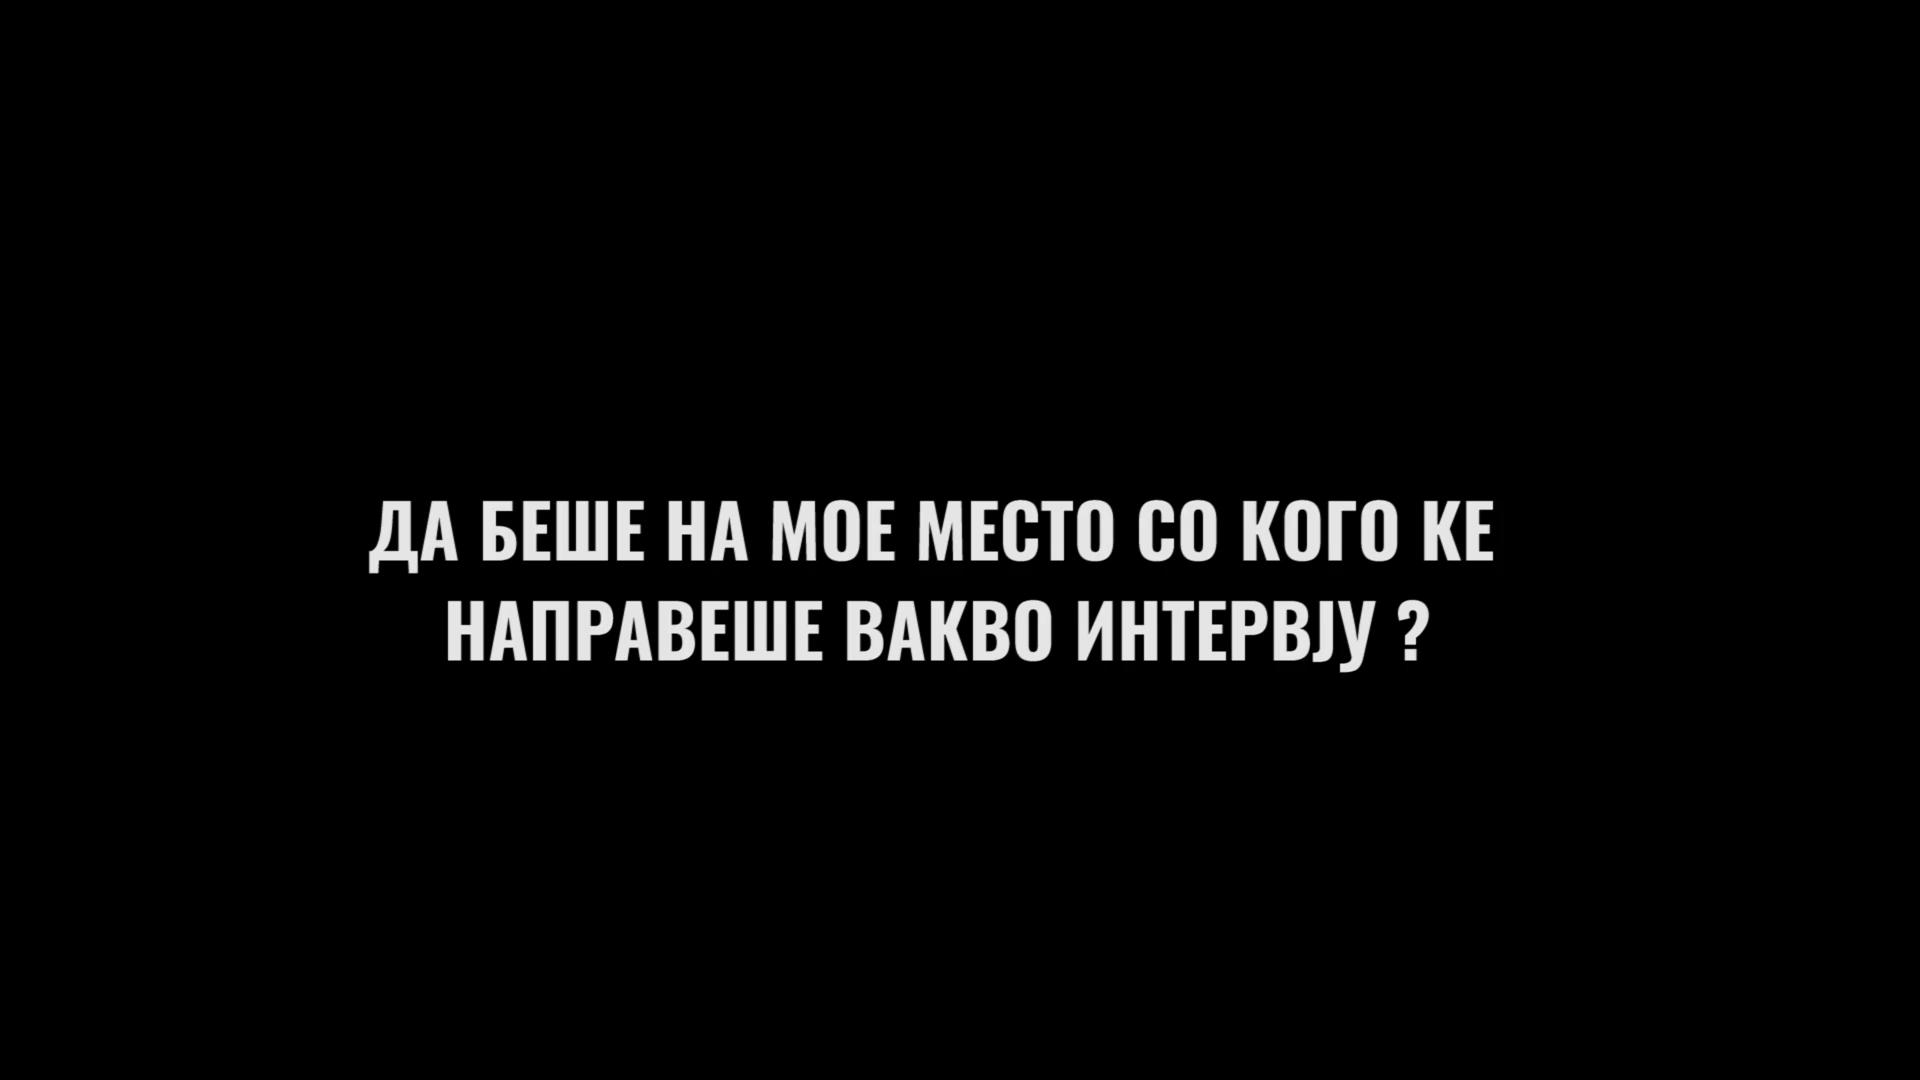 ДА БЕШЕ НА МОЕ МЕСТО СО КОГО КЕ
НАПРАВЕШЕ ВАКВО ИНТЕРВЈУ ?